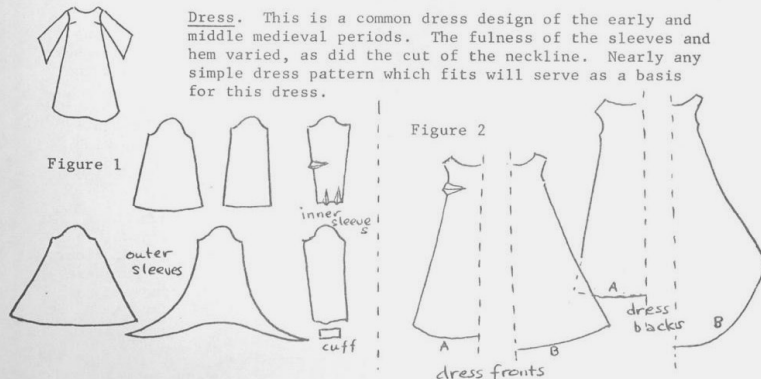 Dress. This is a common dress design of the early and
middle medieval periods. The fulness of the sleeves and
hem varied, as did the cut of the neckline. Nearly any
simple dress pattern which fits will serve as a basis
for this dress.
Figure 1
inner
sleeve
s
outer
sleeves
cuff
Figure 2
A
B
dress fronts
A
B
dress
backs